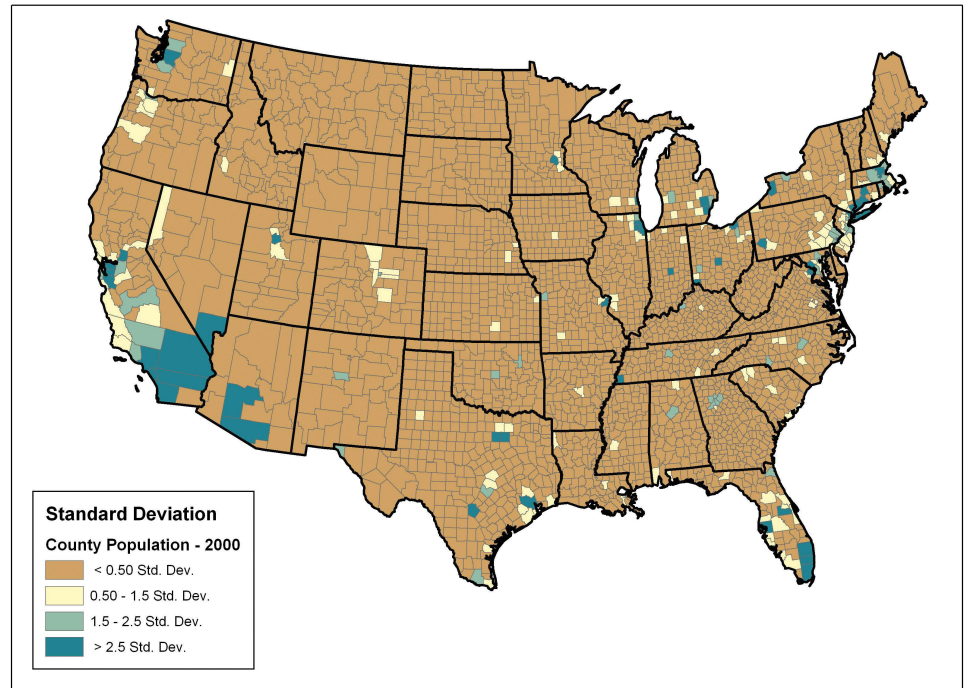 Standard Deviation
County Population - 2000
< 0.50 Std. Dev.
0.50 - 1.5 Std. Dev.
1.5 - 2.5 Std. Dev.
> 2.5 Std. Dev.